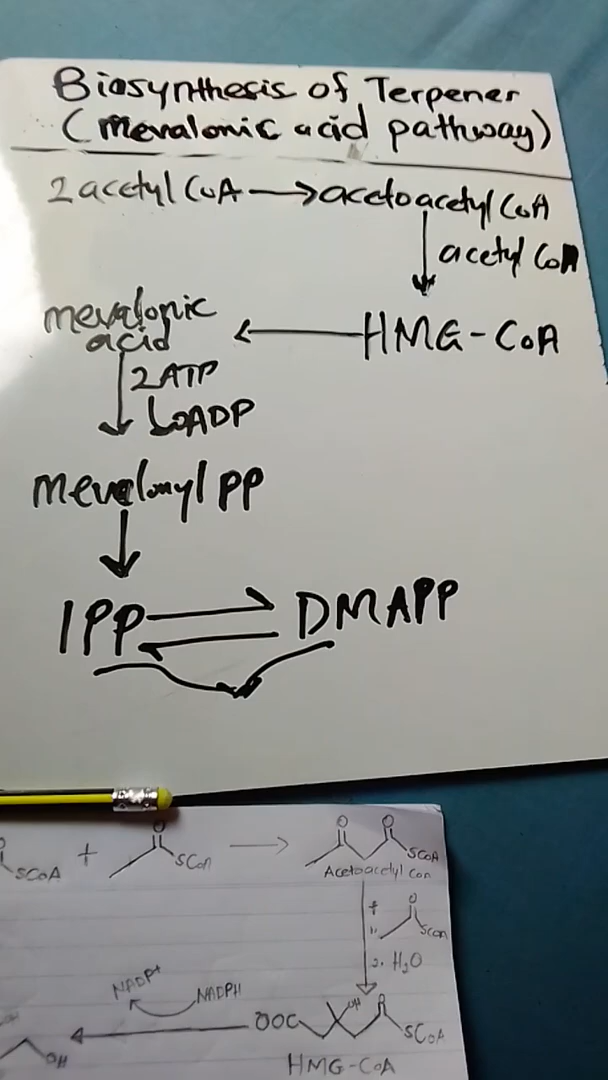 Biosynthesis of Terpener
(mevalonic acid pathway)
2 acetyl CoA → acetoacetyl CoA
acetyl CoA
mevalonic ← HMG-CoA
acid
2ATP
2ADP
mevalonyl PP
IPP ⇌ DMAPP
SCoA + O SCoA → O O SCoA
Acetoacetyl CoA
+
1. O SCoA
2. H2O
NADP+ NADPH
OH
OOC OH O SCoA
OH
HMG-CoA